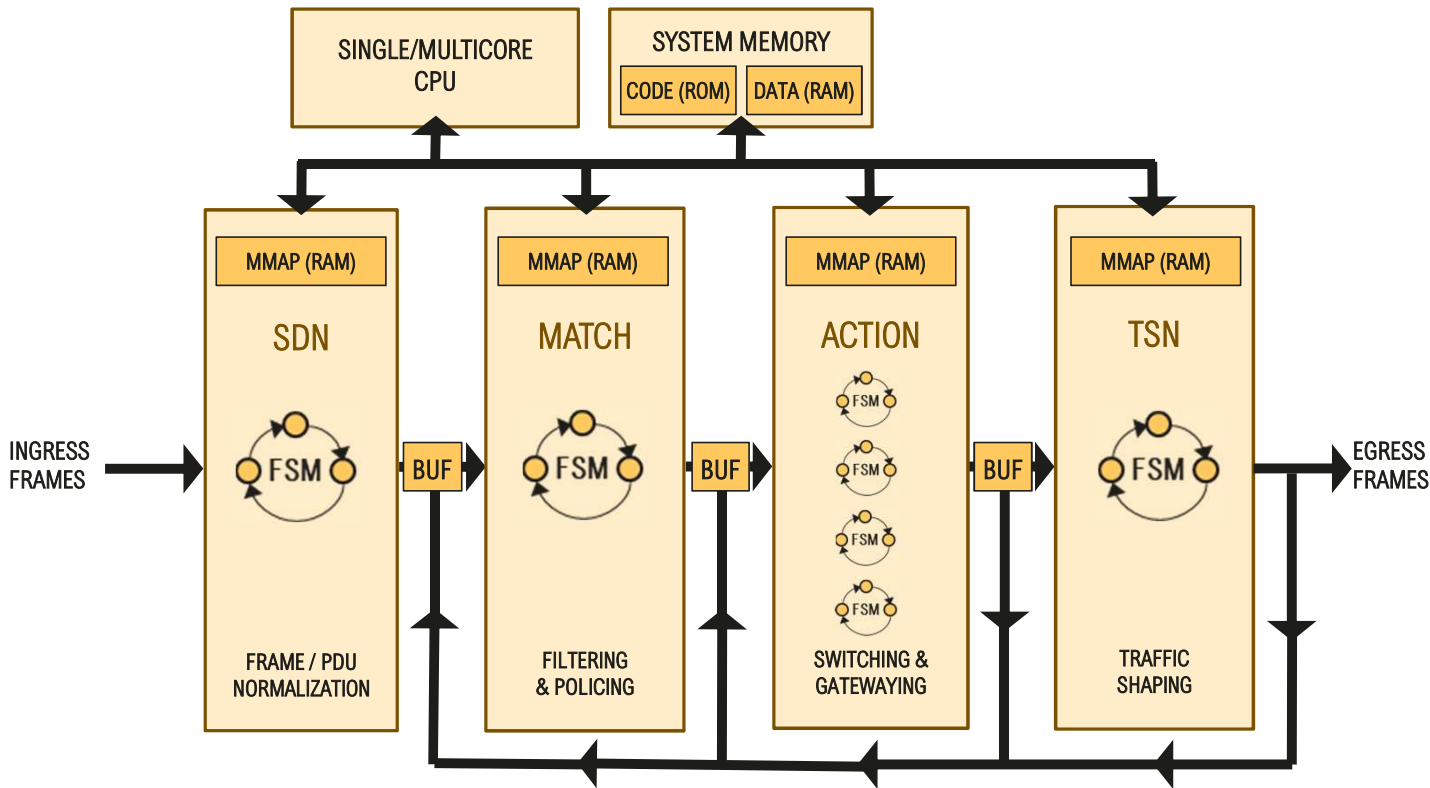 SINGLE/MULTICORE
CPU
SYSTEM MEMORY
CODE (ROM)
DATA (RAM)
MMAP (RAM)
MMAP (RAM)
MMAP (RAM)
MMAP (RAM)
SDN
MATCH
ACTION
TSN
INGRESS
FRAMES
FSM
BUF
FSM
BUF
FSM
FSM
FSM
FSM
BUF
FSM
EGRESS
FRAMES
FRAME / PDU
NORMALIZATION
FILTERING
& POLICING
SWITCHING &
GATEWAYING
TRAFFIC
SHAPING